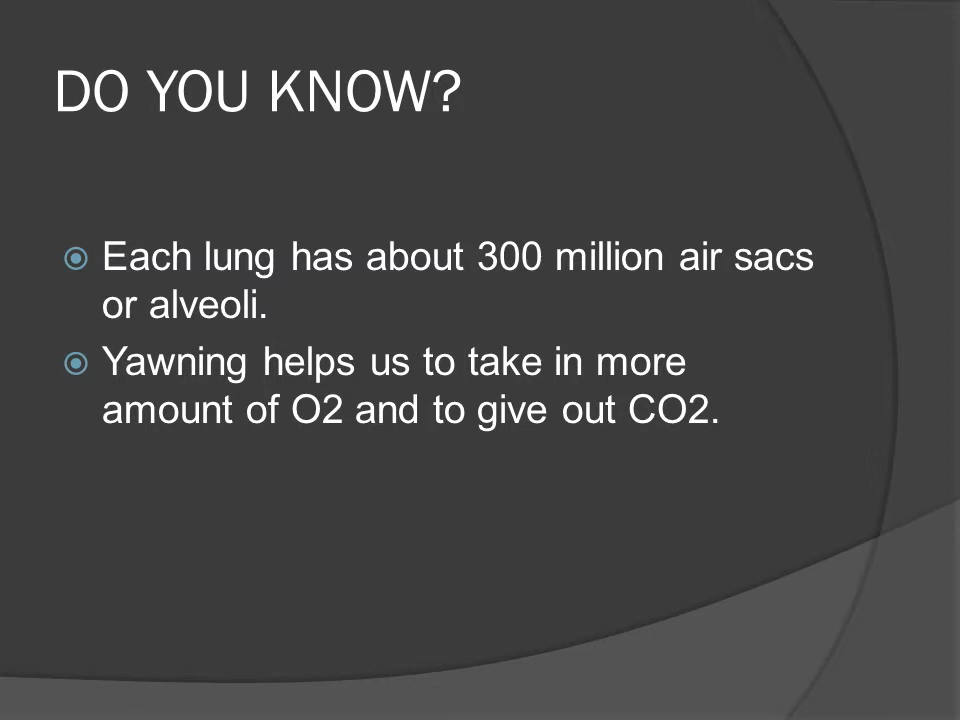 DO YOU KNOW?
Each lung has about 300 million air sacs
or alveoli.
Yawning helps us to take in more
amount of O2 and to give out CO2.